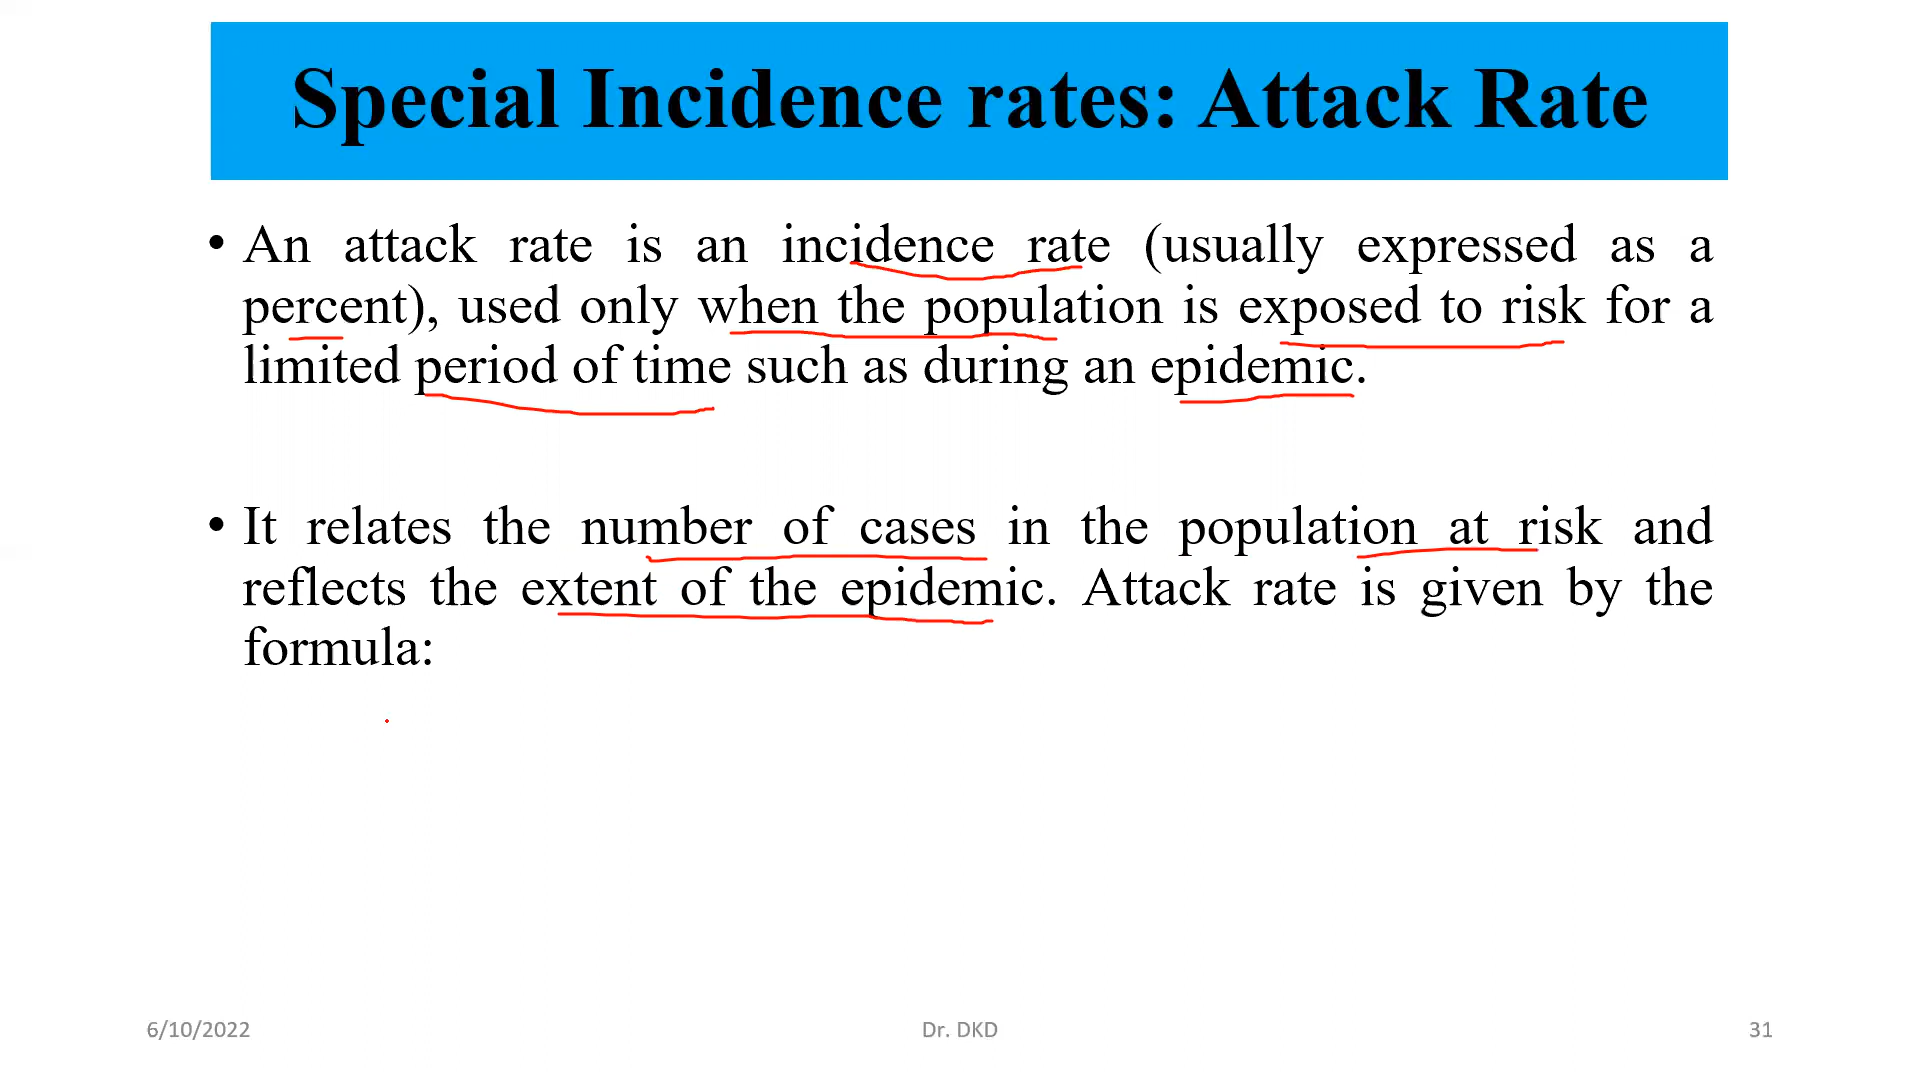 Special Incidence rates: Attack Rate
• An attack rate is an incidence rate (usually expressed as a
percent), used only when the population is exposed to risk for a
limited period of time such as during an epidemic.
• It relates the number of cases in the population at risk and
reflects the extent of the epidemic. Attack rate is given by the
formula:
6/10/2022
Dr. DKD
31